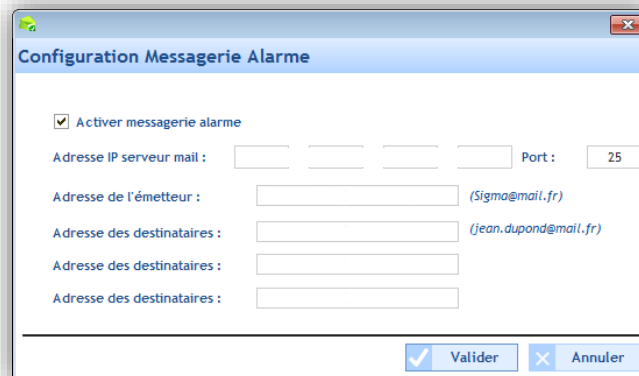 Configuration Messagerie Alarme
Activer messagerie alarme
Adresse IP serveur mail : Port : 25
Adresse de l'émetteur : (Sigma@mail.fr)
Adresse des destinataires : (jean.dupond@mail.fr)
Adresse des destinataires :
Adresse des destinataires :
Valider Annuler